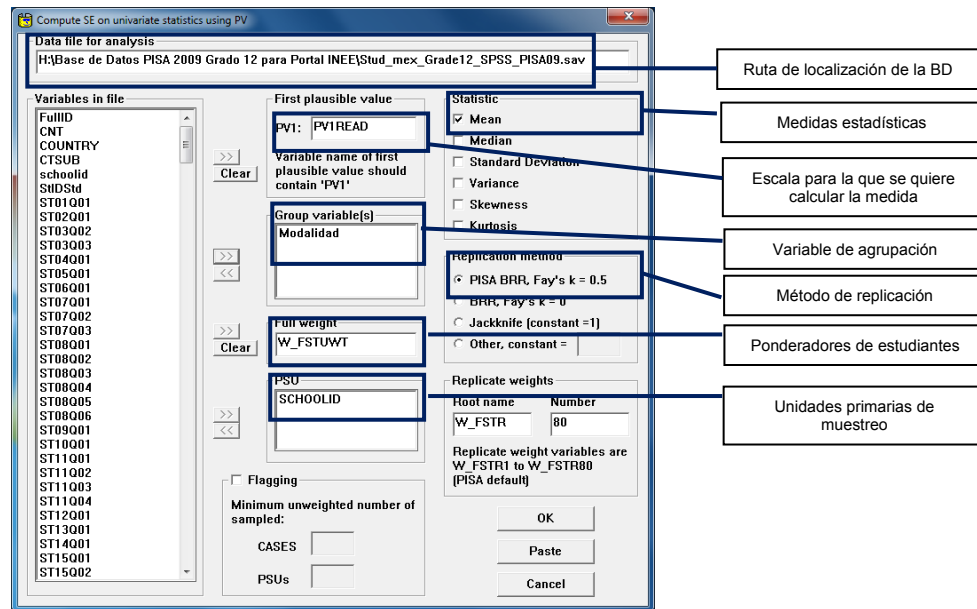 Compute SE on univariate statistics using PV
Data file for analysis
H:\Base de Datos PISA 2009 Grado 12 para Portal INEE\Stud_mex_Grade12_SPSS_PISA09.sav
Variables in file
FullID
CNT
COUNTRY
CTSUB
schoolid
StIDStd
ST01Q01
ST02Q01
ST03Q02
ST03Q03
ST04Q01
ST05Q01
ST06Q01
ST07Q01
ST07Q02
ST07Q03
ST08Q01
ST08Q02
ST08Q03
ST08Q04
ST08Q05
ST08Q06
ST09Q01
ST10Q01
ST11Q01
ST11Q02
ST11Q03
ST11Q04
ST12Q01
ST13Q01
ST14Q01
ST15Q01
ST15Q02
>>
Clear
>>
<<
>>
Clear
>>
<<
First plausible value
PV1: PV1READ
Variable name of first
plausible value should
contain 'PV1'
Group variable(s)
Modalidad
Full weight
W_FSTUWT
PSU
SCHOOLID
Flagging
Minimum unweighted number of
sampled:
CASES
PSUs
Statistic
Mean
Median
Standard Deviation
Variance
Skewness
Kurtosis
Replication method
PISA BRR, Fay's k = 0.5
BRR, Fay's k = 0
Jackknife (constant =1)
Other, constant =
Replicate weights
Root name Number
W_FSTR 80
Replicate weight variables are
W_FSTR1 to W_FSTR80
(PISA default)
OK
Paste
Cancel
Ruta de localización de la BD
Medidas estadísticas
Escala para la que se quiere
calcular la medida
Variable de agrupación
Método de replicación
Ponderadores de estudiantes
Unidades primarias de
muestreo